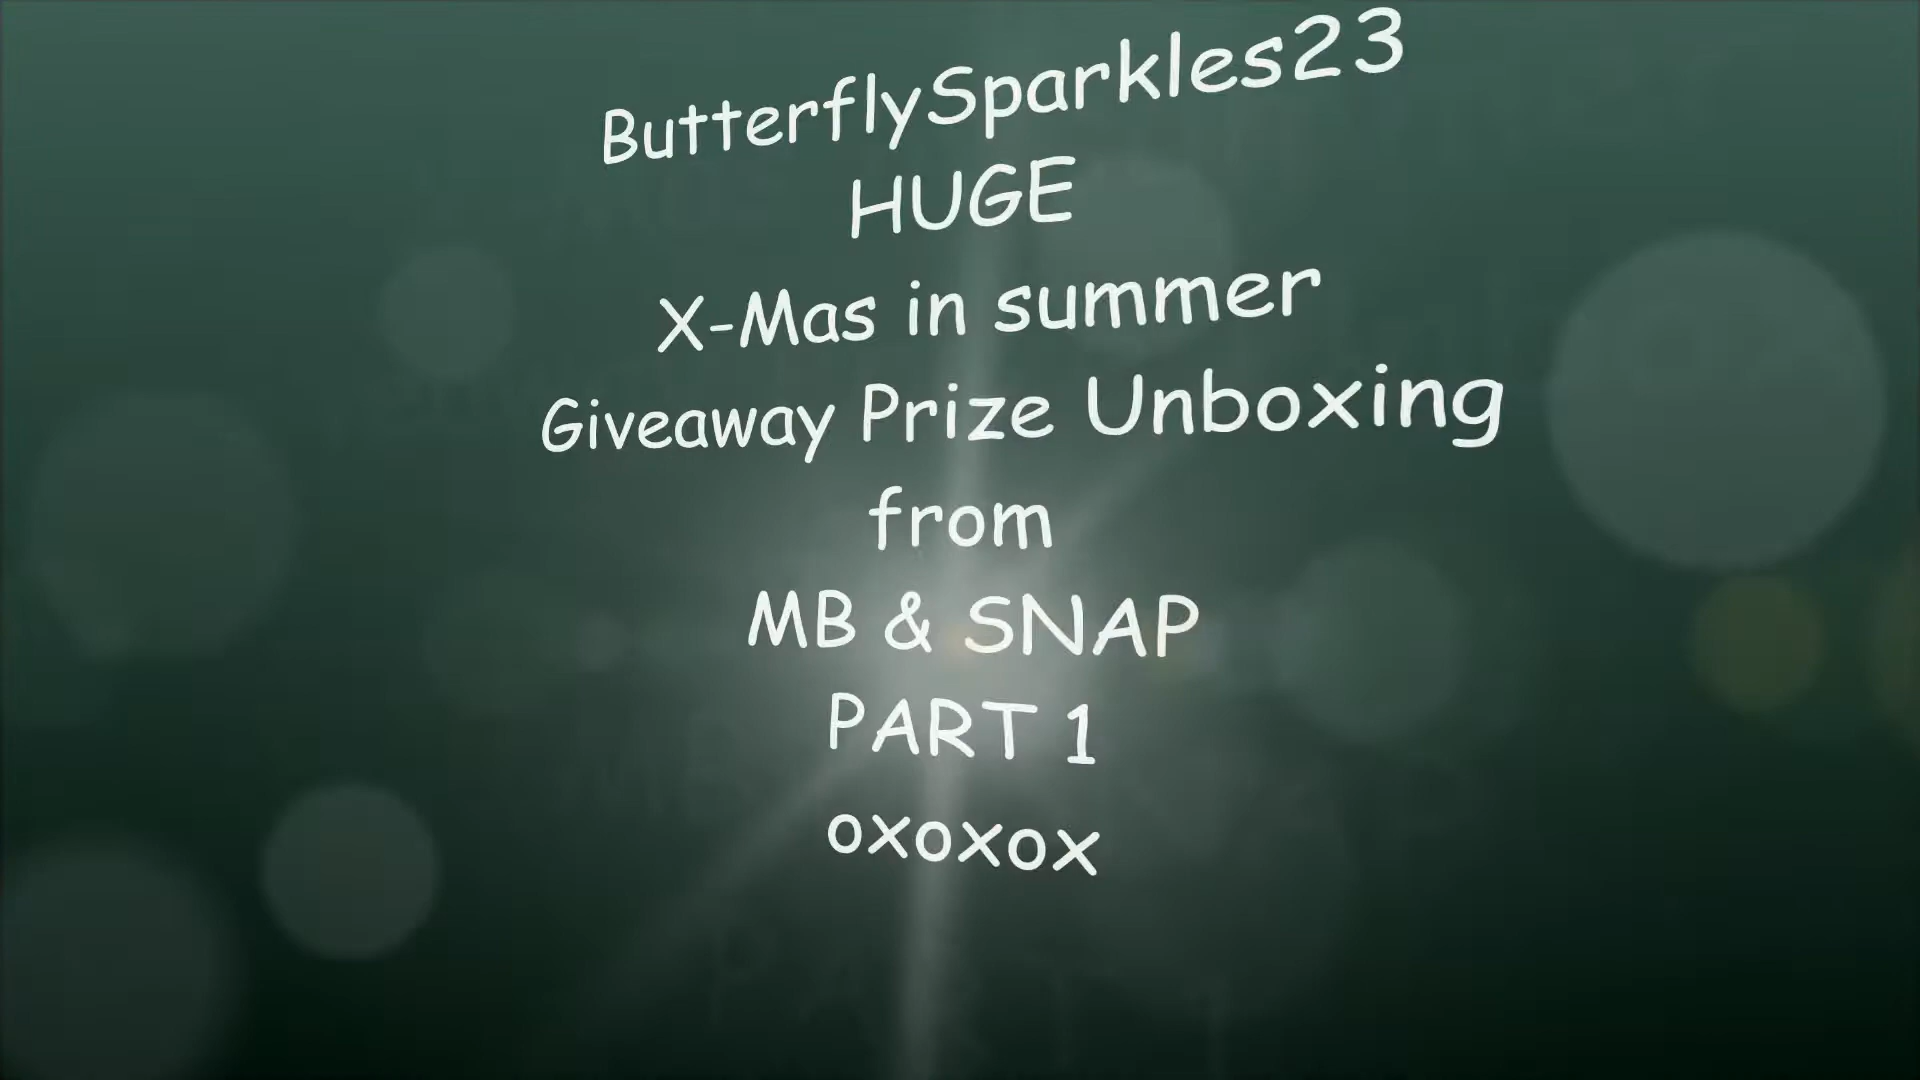 ButterflySparkles23
HUGE
X-Mas in summer
Giveaway Prize Unboxing
from
MB & SNAP
PART 1
oxoxox